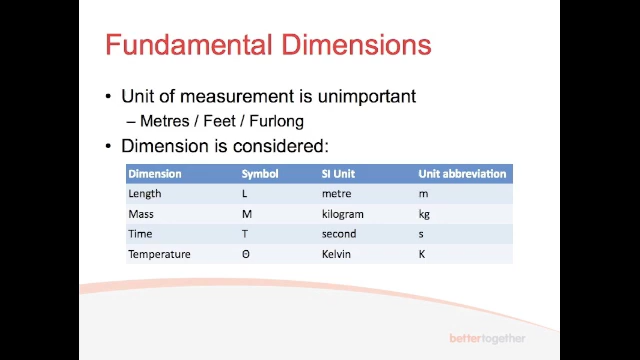 Fundamental Dimensions
• Unit of measurement is unimportant
– Metres / Feet / Furlong
• Dimension is considered:
Dimension Symbol SI Unit Unit abbreviation
Length L metre m
Mass M kilogram kg
Time T second s
Temperature Θ Kelvin K
bettertogether